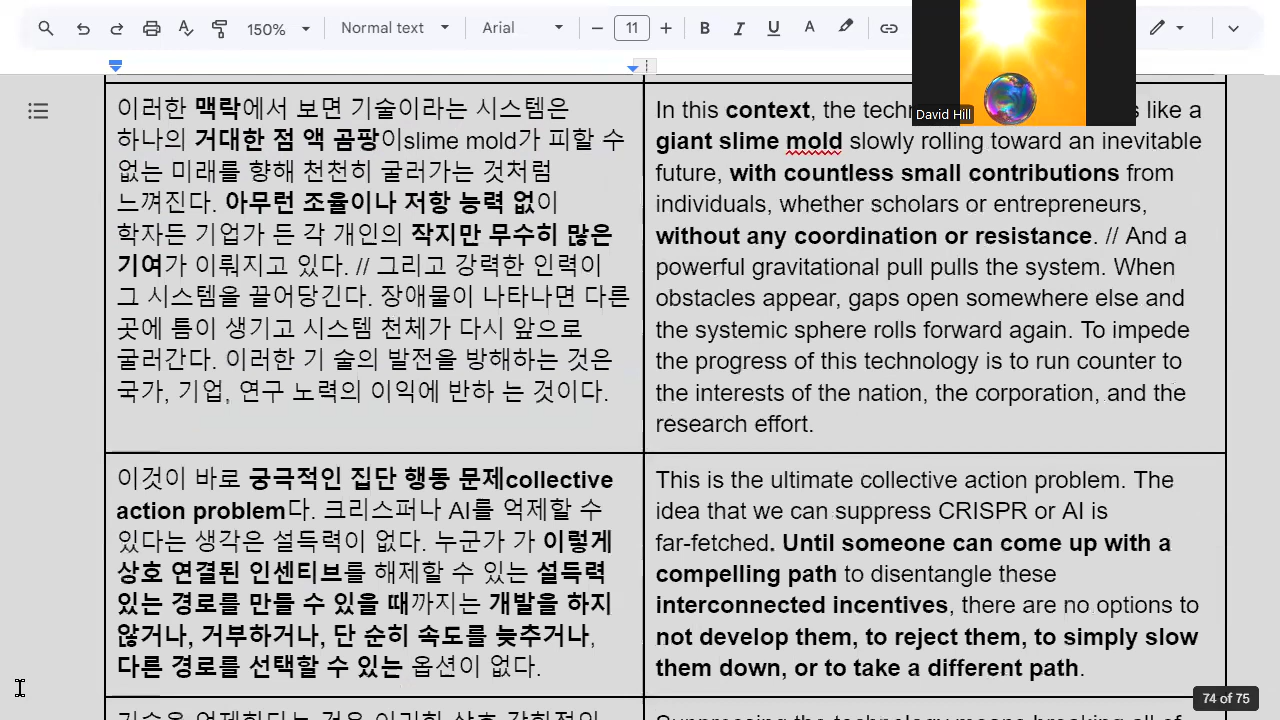 150%
Normal text
Arial
11
B
I
U
A
David Hill
이러한 맥락에서 보면 기술이라는 시스템은
하나의 거대한 점 액 곰팡이slime mold가 피할 수
없는 미래를 향해 천천히 굴러가는 것처럼
느껴진다. 아무런 조율이나 저항 능력 없이
학자든 기업가 든 각 개인의 작지만 무수히 많은
기여가 이뤄지고 있다. // 그리고 강력한 인력이
그 시스템을 끌어당긴다. 장애물이 나타나면 다른
곳에 틈이 생기고 시스템 천체가 다시 앞으로
굴러간다. 이러한 기 술의 발전을 방해하는 것은
국가, 기업, 연구 노력의 이익에 반하 는 것이다.
In this context, the like a
giant slime mold slowly rolling toward an inevitable
future, with countless small contributions from
individuals, whether scholars or entrepreneurs,
without any coordination or resistance. // And a
powerful gravitational pull pulls the system. When
obstacles appear, gaps open somewhere else and
the systemic sphere rolls forward again. To impede
the progress of this technology is to run counter to
the interests of the nation, the corporation, and the
research effort.
이것이 바로 궁극적인 집단 행동 문제collective
action problem다. 크리스퍼나 AI를 억제할 수
있다는 생각은 설득력이 없다. 누군가 가 이렇게
상호 연결된 인센티브를 해제할 수 있는 설득력
있는 경로를 만들 수 있을 때까지는 개발을 하지
않거나, 거부하거나, 단 순히 속도를 늦추거나,
다른 경로를 선택할 수 있는 옵션이 없다.
This is the ultimate collective action problem. The
idea that we can suppress CRISPR or AI is
far-fetched. Until someone can come up with a
compelling path to disentangle these
interconnected incentives, there are no options to
not develop them, to reject them, to simply slow
them down, or to take a different path.
74 of 75